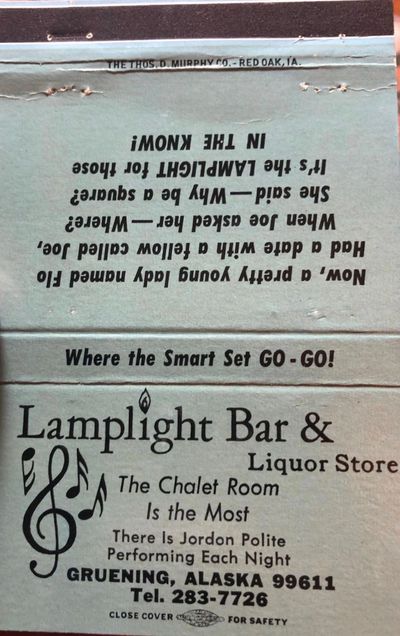 THE THOS. D. MURPHY CO. - RED OAK, IA.
Now, a pretty young lady named Flo
Had a date with a fellow called Joe,
When Joe asked her — Where?
She said — Why be a square?
It's the LAMPLIGHT for those
IN THE KNOW!
Where the Smart Set GO - GO!
Lamplight Bar &
Liquor Store
The Chalet Room
Is the Most
There Is Jordon Polite
Performing Each Night
GRUENING, ALASKA 99611
Tel. 283-7726
CLOSE COVER FOR SAFETY